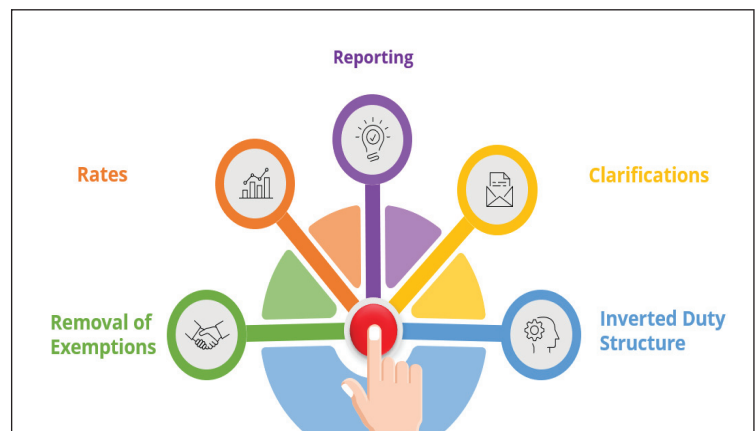 Reporting
Rates
Clarifications
Removal of
Exemptions
Inverted Duty
Structure